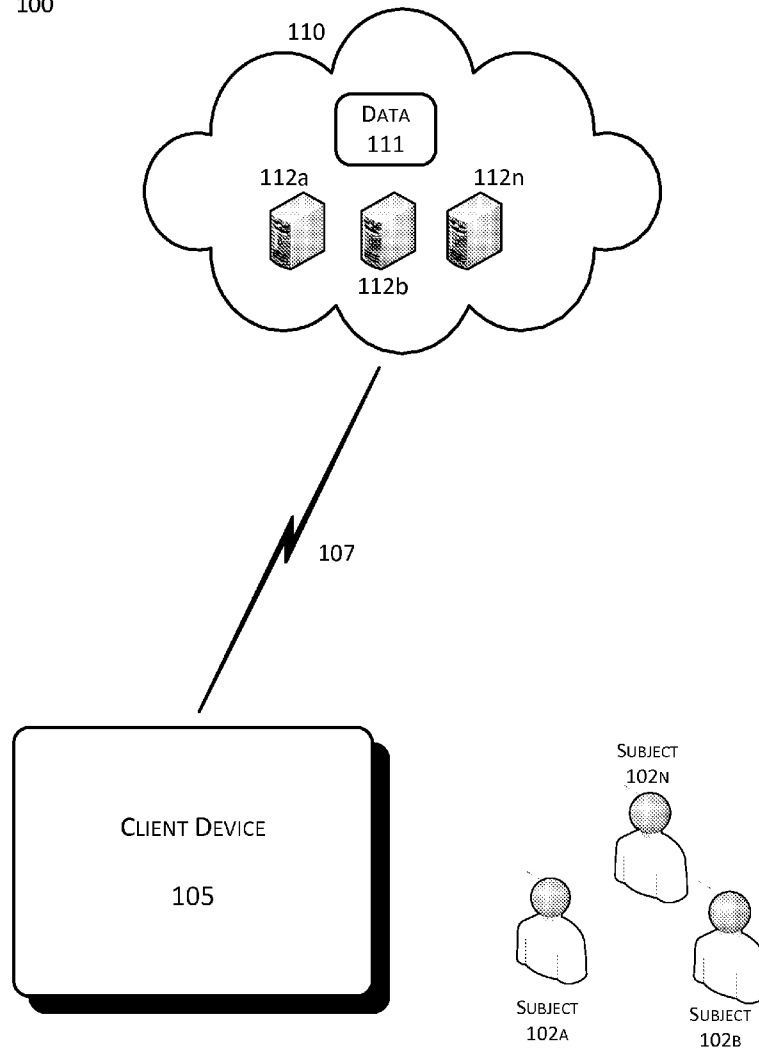 100
110
DATA
111
112a
112n
112b
107
CLIENT DEVICE
105
SUBJECT
102N
SUBJECT
102A
SUBJECT
102B